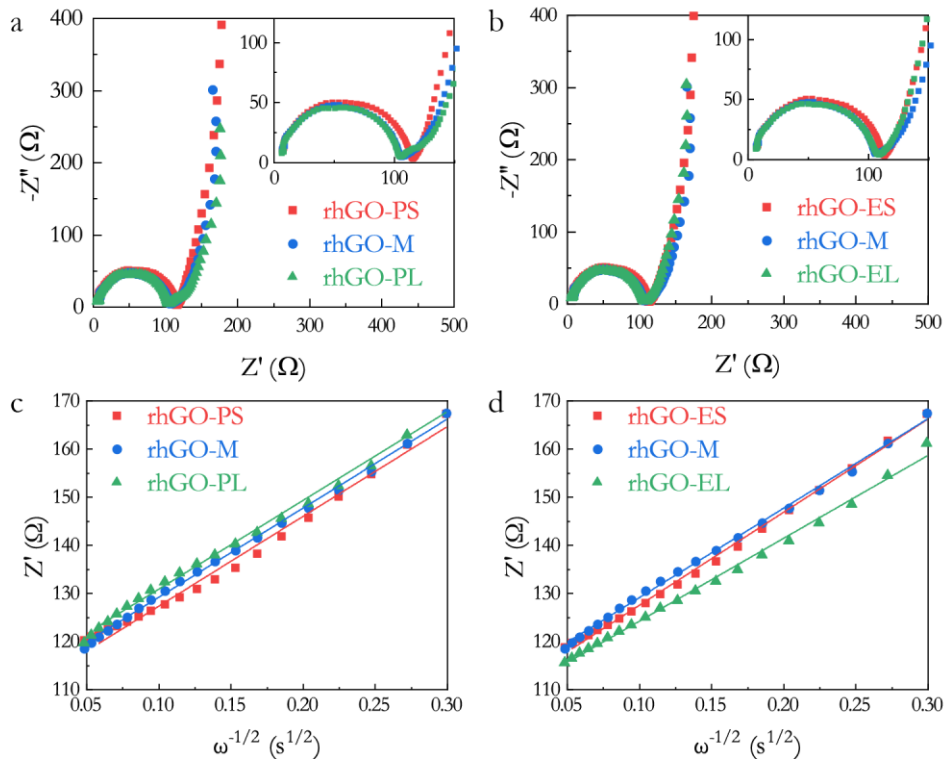 a
400
300
200
100
0
-Z" (Ω)
0 100 200 300 400 500
Z' (Ω)
100
50
0
0 100
rhGO-PS
rhGO-M
rhGO-PL
b
400
300
200
100
0
-Z" (Ω)
0 100 200 300 400 500
Z' (Ω)
100
50
0
0 100
rhGO-ES
rhGO-M
rhGO-EL
c
170
160
150
140
130
120
110
Z' (Ω)
0.05 0.10 0.15 0.20 0.25 0.30
ω-1/2 (s1/2)
rhGO-PS
rhGO-M
rhGO-PL
d
170
160
150
140
130
120
110
Z' (Ω)
0.05 0.10 0.15 0.20 0.25 0.30
ω-1/2 (s1/2)
rhGO-ES
rhGO-M
rhGO-EL